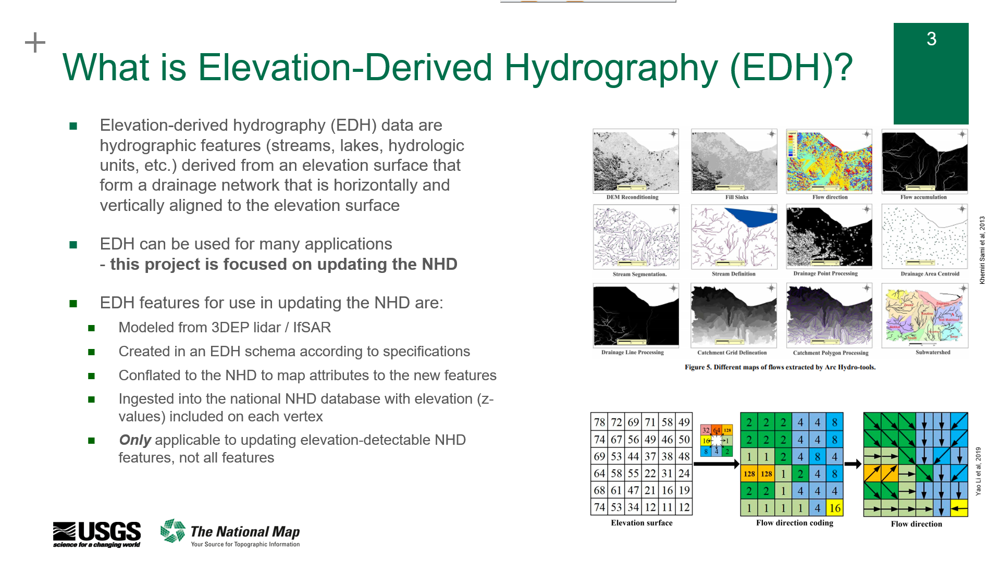 3
What is Elevation-Derived Hydrography (EDH)?
Elevation-derived hydrography (EDH) data are
hydrographic features (streams, lakes, hydrologic
units, etc.) derived from an elevation surface that
form a drainage network that is horizontally and
vertically aligned to the elevation surface
EDH can be used for many applications
- this project is focused on updating the NHD
EDH features for use in updating the NHD are:
Modeled from 3DEP lidar / IfSAR
Created in an EDH schema according to specifications
Conflated to the NHD to map attributes to the new features
Ingested into the national NHD database with elevation (z-
values) included on each vertex
Only applicable to updating elevation-detectable NHD
features, not all features
USGS
science for a changing world
The National Map
Your Source for Topographic Information
DEM Reconditioning
Fill Sinks
Flow direction
Flow accumulation
Stream Segmentation.
Stream Definition
Drainage Point Processing
Drainage Area Centroid
Drainage Line Processing
Catchment Grid Delineation
Catchment Polygon Processing
Subwatershed
Figure 5. Different maps of flows extracted by Arc Hydro-tools.
Khemiri Sami et al, 2013
78 72 69 71 58 49
74 67 56 49 46 50
69 53 44 37 38 48
64 58 55 22 31 24
68 61 47 21 16 19
74 53 34 12 11 12
Elevation surface
32 64 128
16 1
8 4 2
2 2 2 4 4 8
2 2 2 4 4 8
1 1 2 4 8 4
128 128 1 2 4 8
2 2 1 4 4 4
1 1 1 1 4 16
Flow direction coding
Flow direction
Yao Li et al, 2019